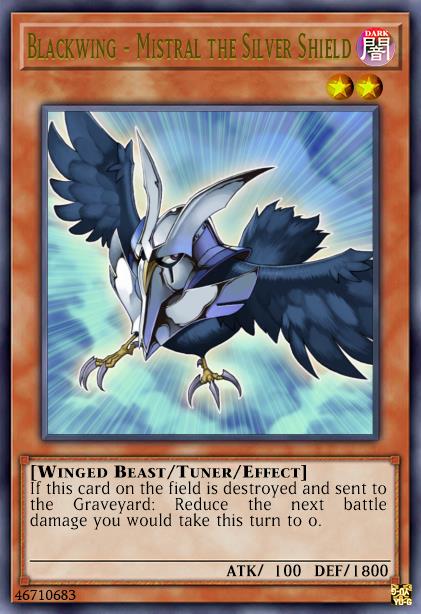 Blackwing - Mistral the Silver Shield
DARK
闇
[Winged Beast/Tuner/Effect]
If this card on the field is destroyed and sent to
the Graveyard: Reduce the next battle
damage you would take this turn to 0.
ATK/ 100 DEF/1800
46710683